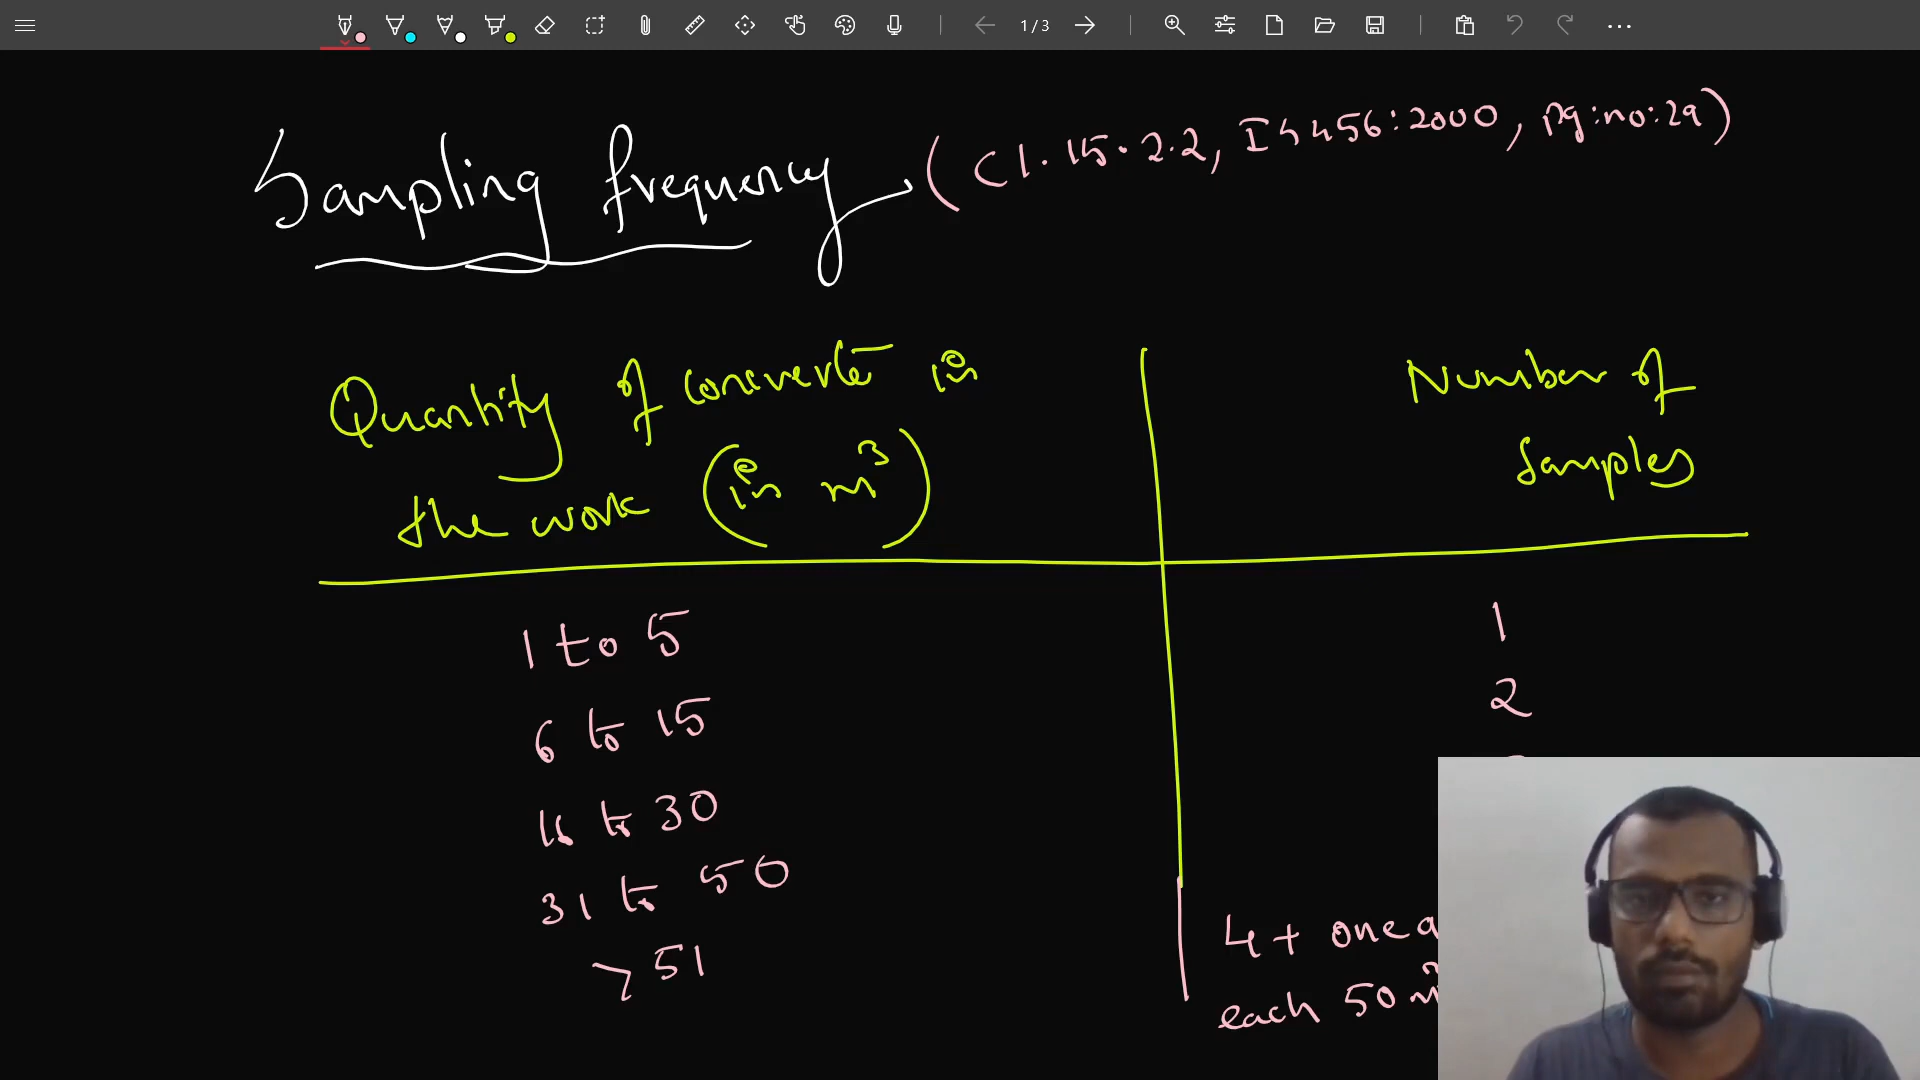 1 / 3
Sampling frequency
(Cl. 15.2.2, IS 456:2000, pg:no:29)
Quantity of concrete in
the work (in m³)
Number of
Samples
1 to 5
1
6 to 15
2
16 to 30
31 to 50
> 51
4 + one a
each 50 m